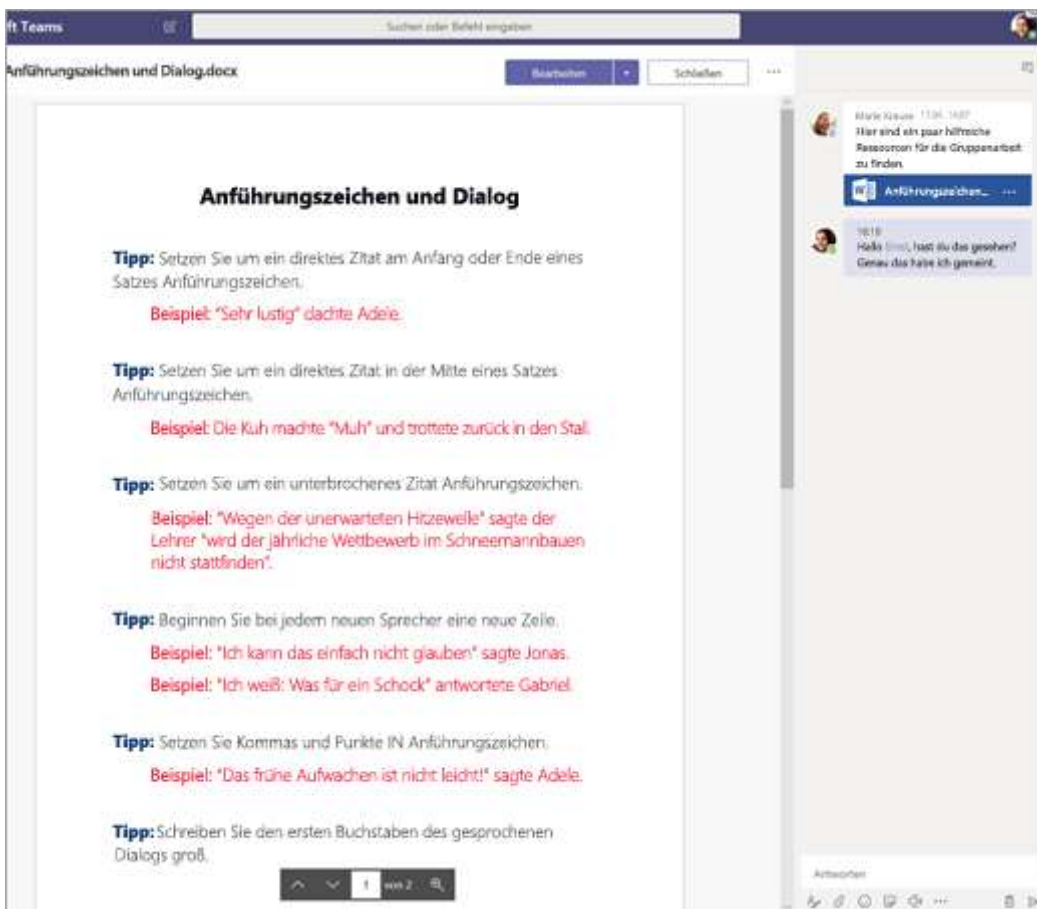 ft Teams
Suchen oder Befehl eingeben
Anführungszeichen und Dialog.docx
Bearbeiten
Schließen
Anführungszeichen und Dialog
Tipp: Setzen Sie um ein direktes Zitat am Anfang oder Ende eines
Satzes Anführungszeichen.
Beispiel: "Sehr lustig" dachte Adele.
Tipp: Setzen Sie um ein direktes Zitat in der Mitte eines Satzes
Anführungszeichen.
Beispiel: Die Kuh machte "Muh" und trottete zurück in den Stall.
Tipp: Setzen Sie um ein unterbrochenes Zitat Anführungszeichen.
Beispiel: "Wegen der unerwarteten Hitzewelle" sagte der
Lehrer "wird der jährliche Wettbewerb im Schneemannbauen
nicht stattfinden".
Tipp: Beginnen Sie bei jedem neuen Sprecher eine neue Zeile.
Beispiel: "Ich kann das einfach nicht glauben" sagte Jonas.
Beispiel: "Ich weiß: Was für ein Schock" antwortete Gabriel.
Tipp: Setzen Sie Kommas und Punkte IN Anführungszeichen.
Beispiel: "Das frühe Aufwachen ist nicht leicht!" sagte Adele.
Tipp: Schreiben Sie den ersten Buchstaben des gesprochenen
Dialogs groß.
1 von 2
Marie Krause
Hier sind ein paar hilfreiche
Ressourcen für die Gruppenarbeit
zu finden.
Anführungszeichen...
Hallo, hast du das gesehen?
Genau das habe ich gemeint.
Antworten